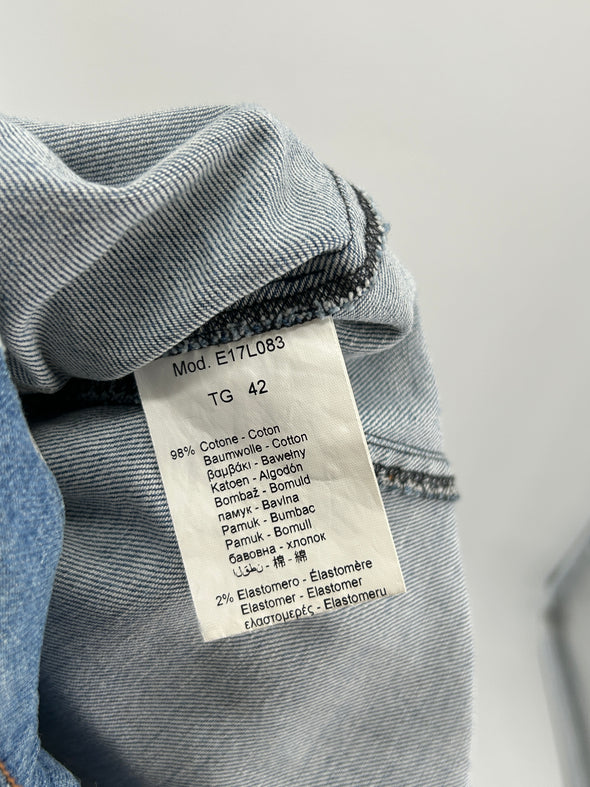 Mod. E17L083
TG 42
98% Cotone - Coton
Baumwolle - Cotton
βαμβάκι - Bawełny
Katoen - Algodón
Bombaž - Bomuld
памук - Bavlna
Pamuk - Bumbac
Pamuk - Bomull
бавовна - хлопок
القطن - 棉 - 綿
2% Elastomero - Élastomère
Elastomer - Elastomer
ελαστομερές - Elastomeru